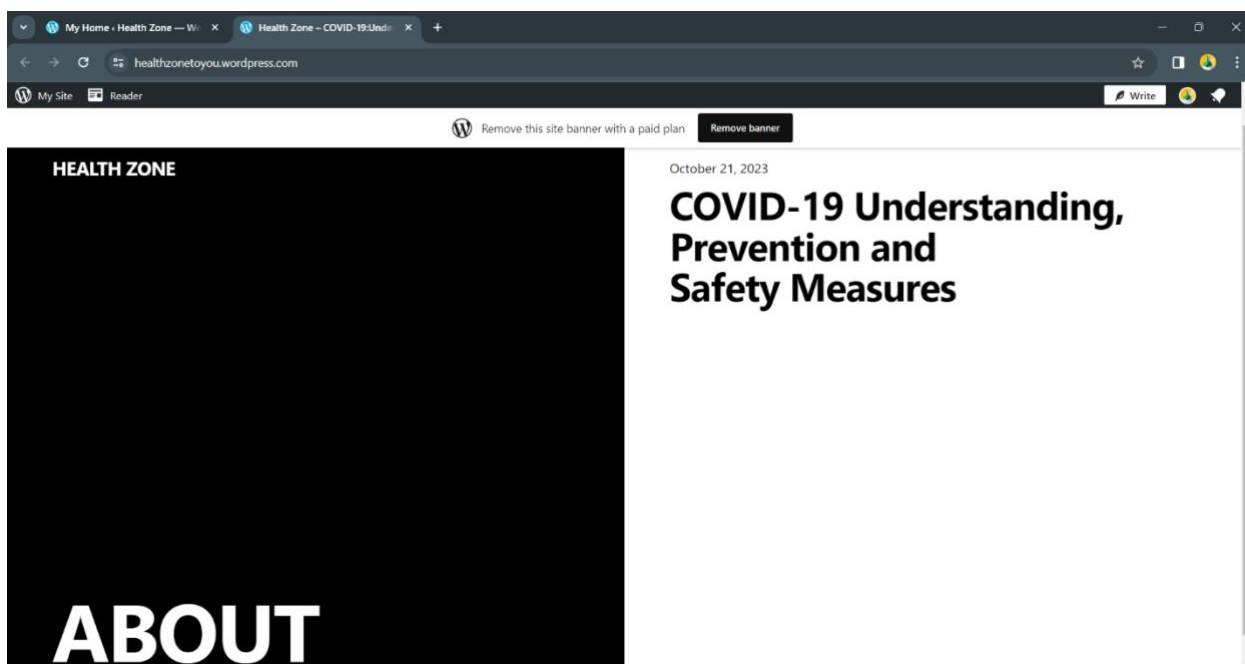 My Home ‹ Health Zone — W
Health Zone – COVID-19:Unde
healthzonetoyou.wordpress.com
My Site
Reader
Write
Remove this site banner with a paid plan
Remove banner
HEALTH ZONE
October 21, 2023
COVID-19 Understanding,
Prevention and
Safety Measures
ABOUT